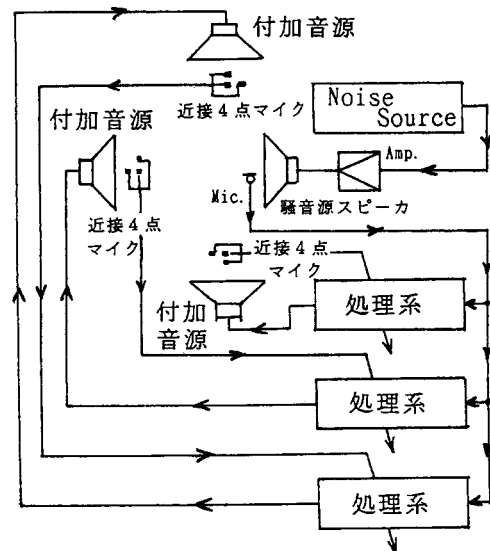 付加音源
近接4点マイク
Noise
Source
付加音源
Amp.
Mic.
騒音源スピーカ
近接4点
マイク
近接4点
マイク
付加
音源
処理系
処理系
処理系